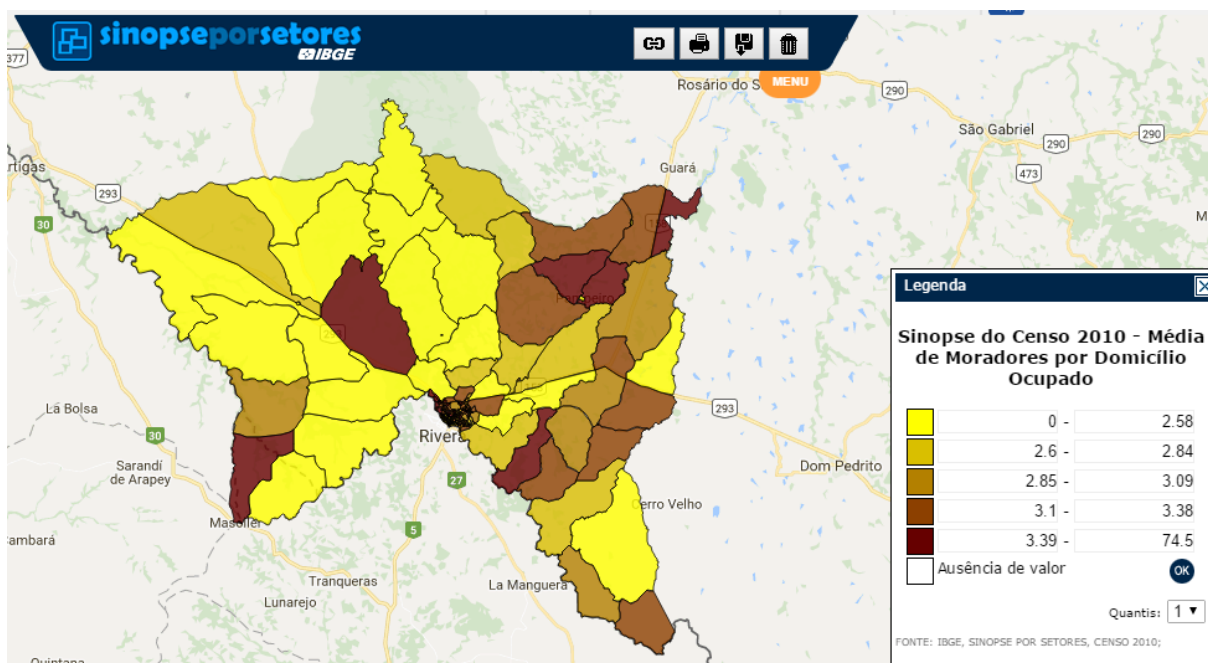 sinopseporsetores
IBGE
MENU
377
Rosário do S
290
São Gabriel
290
290
473
Guará
293
30
Pampeiro
La Bolsa
30
Sarandí
de Arapey
Rivera
293
Dom Pedrito
27
Cerro Velho
Masoller
5
Cambará
Tranqueras
La Manguera
Lunarejo
Quintana
Legenda
Sinopse do Censo 2010 - Média
de Moradores por Domicílio
Ocupado
0 - 2.58
2.6 - 2.84
2.85 - 3.09
3.1 - 3.38
3.39 - 74.5
Ausência de valor
OK
Quantis: 1
FONTE: IBGE, SINOPSE POR SETORES, CENSO 2010;